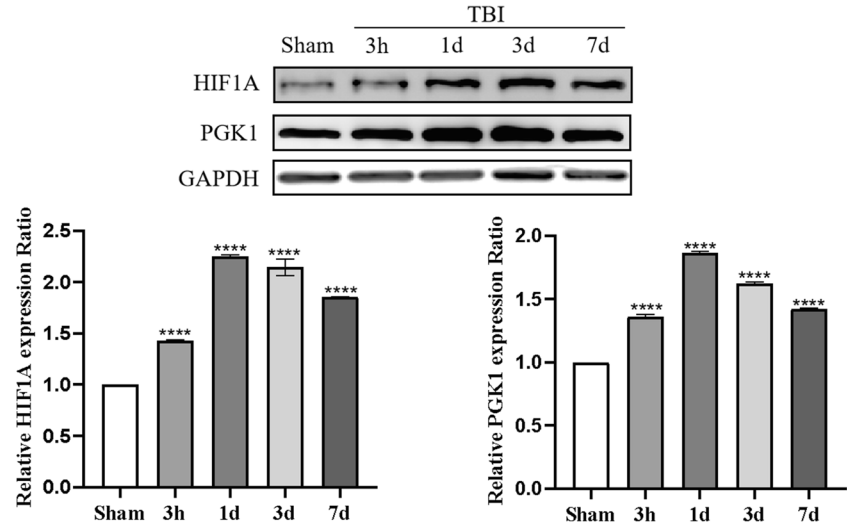 TBI
Sham 3h 1d 3d 7d
HIF1A
PGK1
GAPDH
Relative HIF1A expression Ratio
2.5
2.0
1.5
1.0
0.5
0.0
****
****
****
****
Sham 3h 1d 3d 7d
Relative PGK1 expression Ratio
2.0
1.5
1.0
0.5
0.0
****
****
****
****
Sham 3h 1d 3d 7d